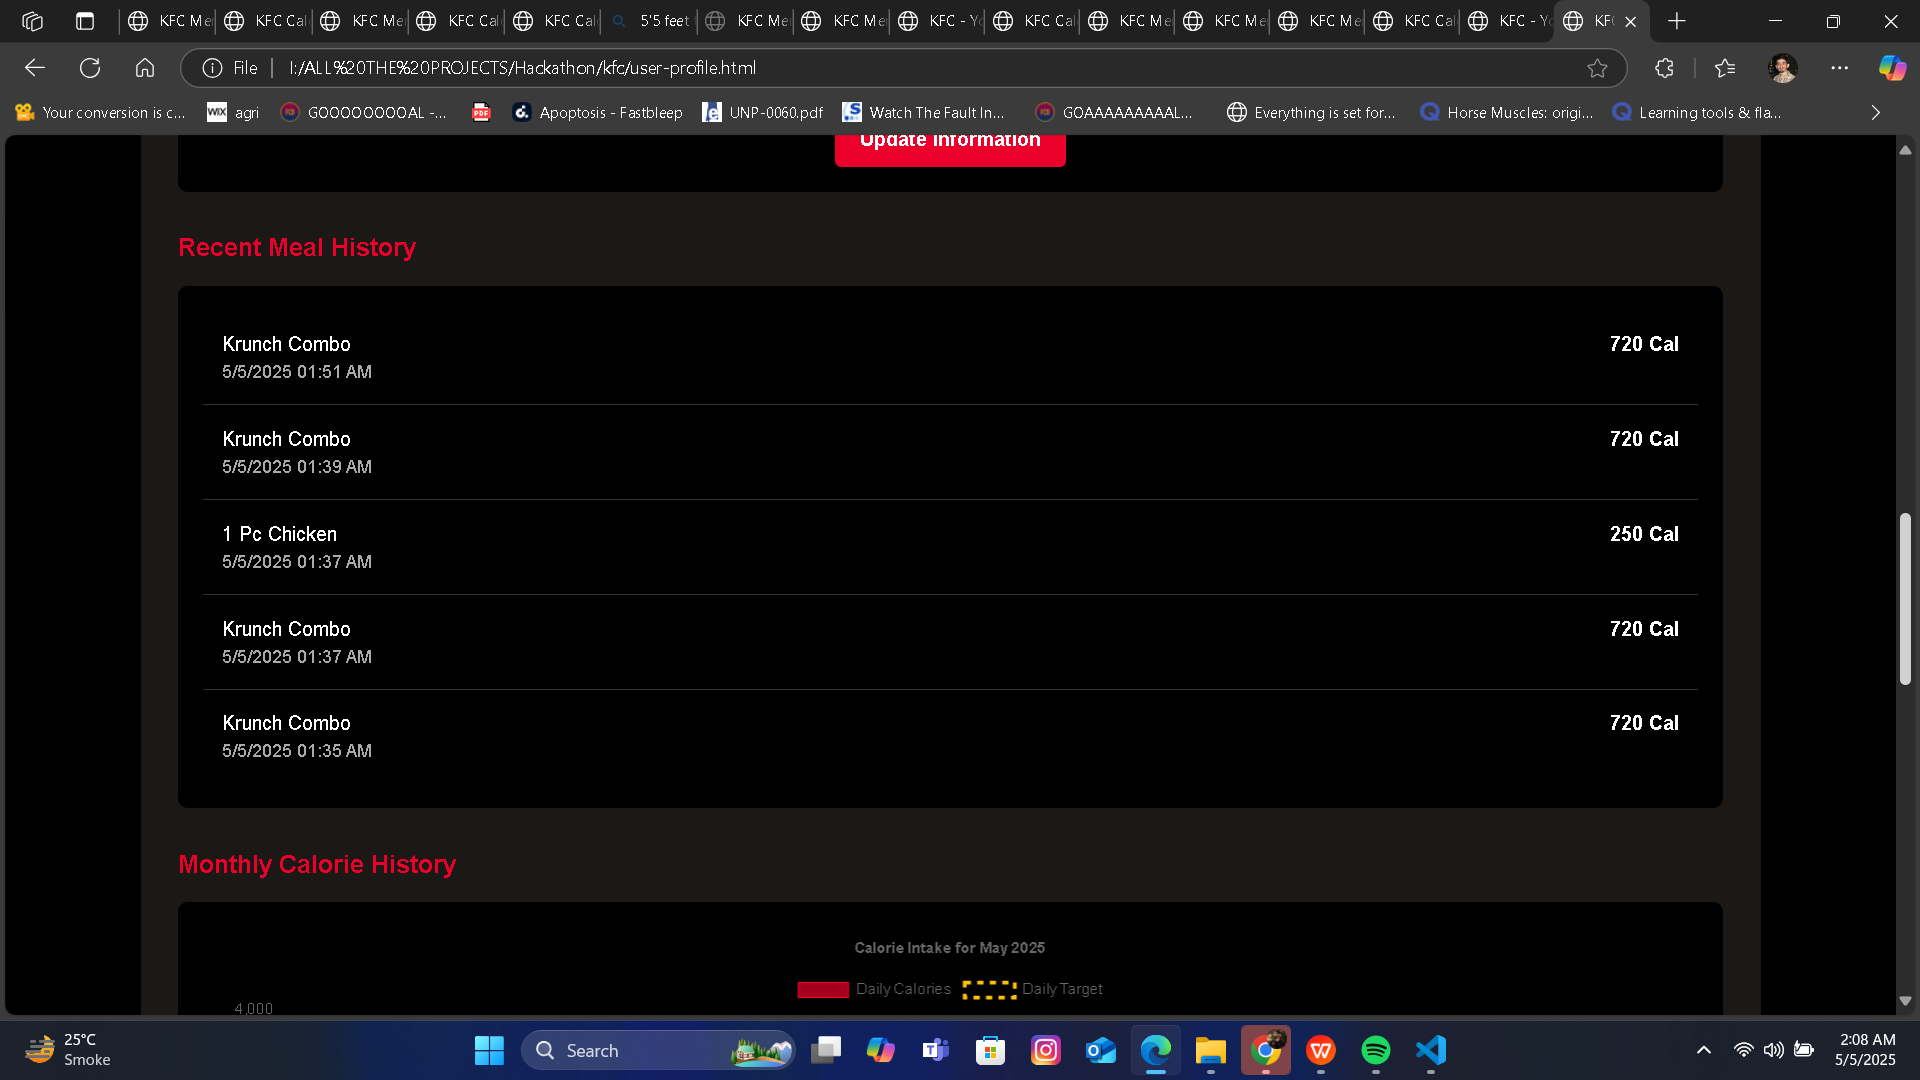 KFC Me
KFC Cal
KFC Me
KFC Cal
KFC Cal
5'5 feet
KFC Me
KFC Me
KFC - Yo
KFC Cal
KFC Me
KFC Me
KFC Me
KFC Cal
KFC - Yo
KF
File
I:/ALL%20THE%20PROJECTS/Hackathon/kfc/user-profile.html
Your conversion is c...
WiX agri
GOOOOOOOOAL -...
PDF
Apoptosis - Fastbleep
UNP-0060.pdf
Watch The Fault In...
GOAAAAAAAAAL...
Everything is set for...
Horse Muscles: origi...
Learning tools & fla...
Update Information
Recent Meal History
Krunch Combo 720 Cal
5/5/2025 01:51 AM
Krunch Combo 720 Cal
5/5/2025 01:39 AM
1 Pc Chicken 250 Cal
5/5/2025 01:37 AM
Krunch Combo 720 Cal
5/5/2025 01:37 AM
Krunch Combo 720 Cal
5/5/2025 01:35 AM
Monthly Calorie History
Calorie Intake for May 2025
Daily Calories Daily Target
4,000
25°C
Smoke
Search
2:08 AM
5/5/2025